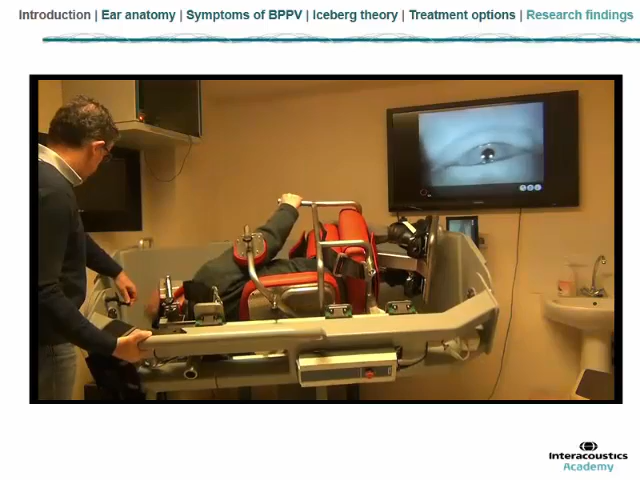 Introduction | Ear anatomy | Symptoms of BPPV | Iceberg theory | Treatment options | Research findings
Interacoustics
Academy